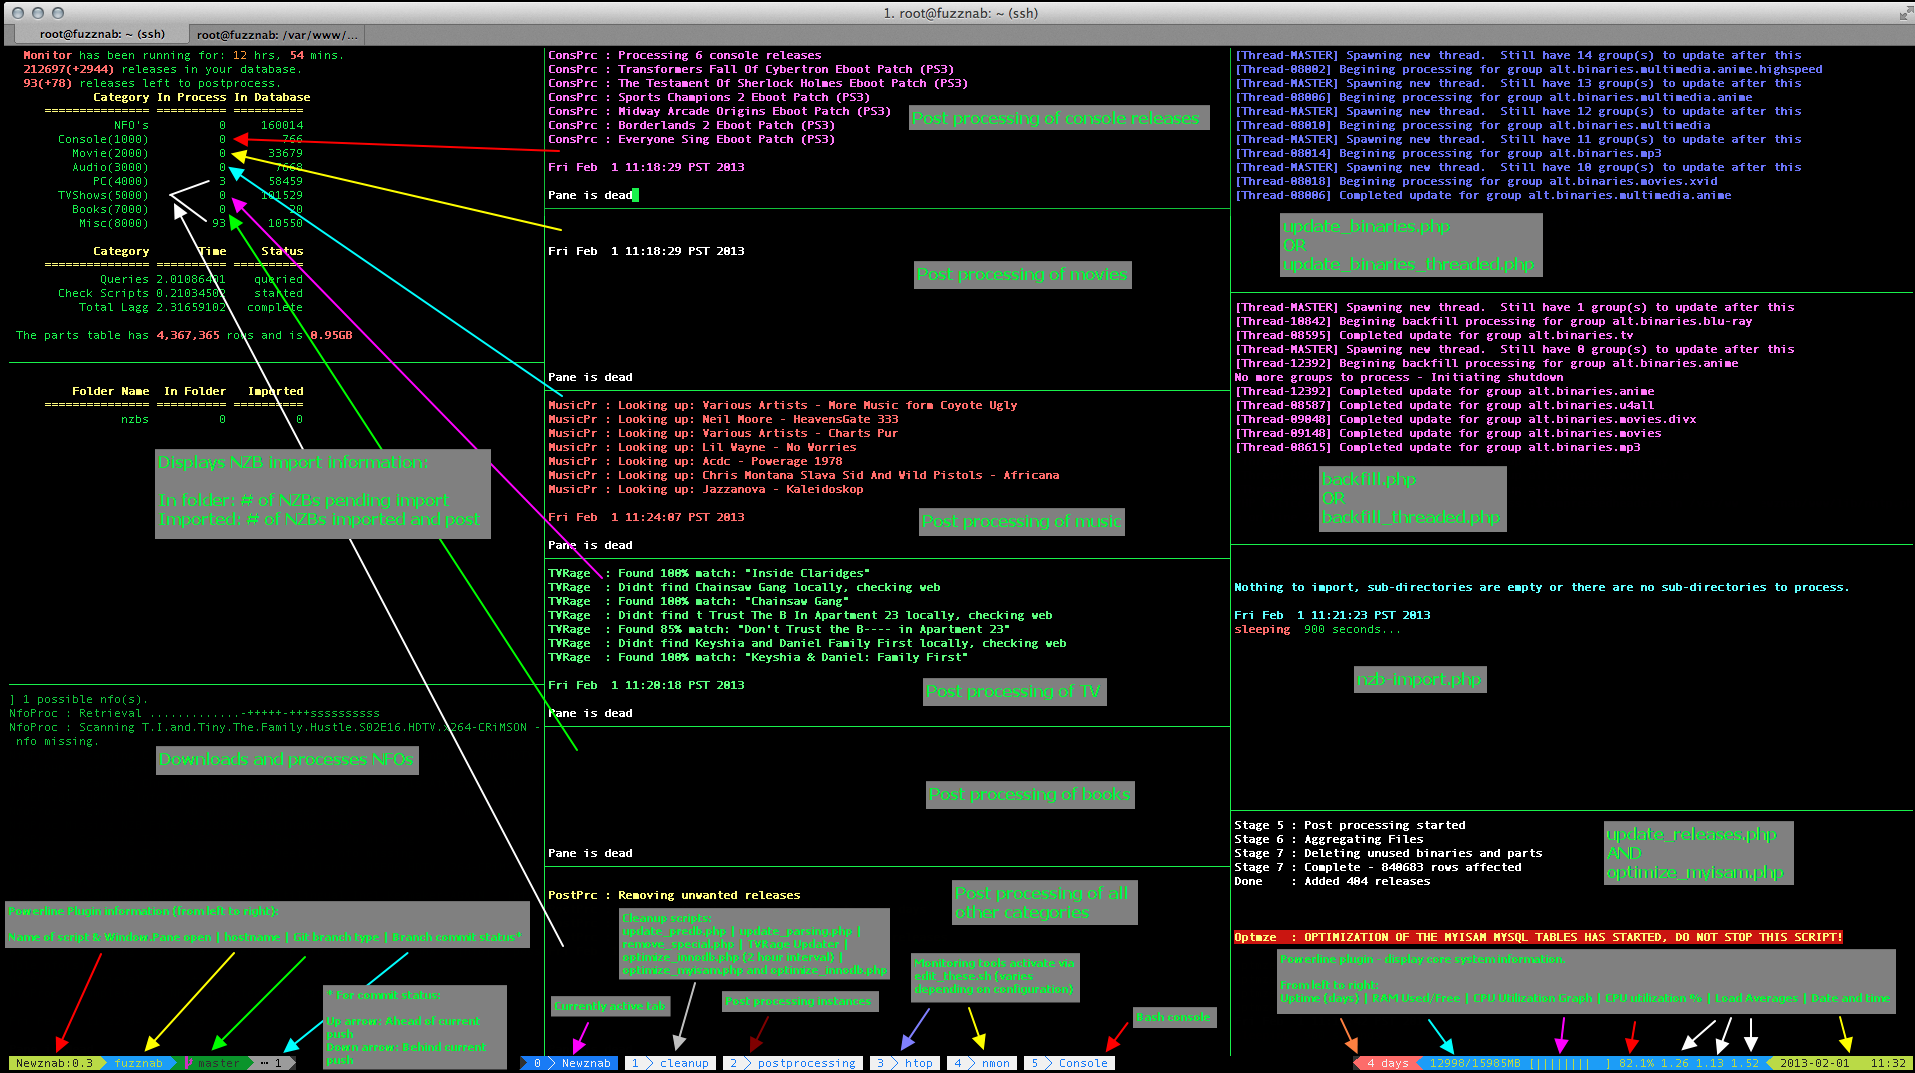 1. root@fuzznab: ~ (ssh)
root@fuzznab: ~ (ssh)
root@fuzznab: /var/www/...
Monitor has been running for: 12 hrs, 54 mins.
212697(+2944) releases in your database.
93(+78) releases left to postprocess.
Category In Process In Database
=============== ========== ===========
NFO's 0 160014
Console(1000) 0 766
Movie(2000) 0 33679
Audio(3000) 0 7668
PC(4000) 3 58459
TVShows(5000) 0 101529
Books(7000) 0 20
Misc(8000) 93 10550
Category Time Status
=============== ========== ==========
Queries 2.01086401 queried
Check Scripts 0.21034502 started
Total Lagg 2.31659102 complete
The parts table has 4,367,365 rows and is 0.95GB
Folder Name In Folder Imported
=============== ========== =========
nzbs 0 0
Displays NZB import information:
In folder: # of NZBs pending import
Imported: # of NZBs imported and post
] 1 possible nfo(s).
NfoProc : Retrieval .............-+++++-+++ssssssssss
NfoProc : Scanning T.I.and.Tiny.The.Family.Hustle.S02E16.HDTV.x264-CRiMSON -
nfo missing.
Downloads and processes NFOs
Powerline Plugin information {from left to right}:
Name of script & Window.Pane open | hostname | Git branch type | Branch commit status*
* For commit status:
Up arrow: Ahead of current
push
Down arrow: Behind current
push
ConsPrc : Processing 6 console releases
ConsPrc : Transformers Fall Of Cybertron Eboot Patch (PS3)
ConsPrc : The Testament Of Sherlock Holmes Eboot Patch (PS3)
ConsPrc : Sports Champions 2 Eboot Patch (PS3)
ConsPrc : Midway Arcade Origins Eboot Patch (PS3)
ConsPrc : Borderlands 2 Eboot Patch (PS3)
ConsPrc : Everyone Sing Eboot Patch (PS3)
Post processing of console releases
Fri Feb 1 11:18:29 PST 2013
Pane is dead
Fri Feb 1 11:18:29 PST 2013
Post processing of movies
Pane is dead
MusicPr : Looking up: Various Artists - More Music form Coyote Ugly
MusicPr : Looking up: Neil Moore - HeavensGate 333
MusicPr : Looking up: Various Artists - Charts Pur
MusicPr : Looking up: Lil Wayne - No Worries
MusicPr : Looking up: Acdc - Powerage 1978
MusicPr : Looking up: Chris Montana Slava Sid And Wild Pistols - Africana
MusicPr : Looking up: Jazzanova - Kaleidoskop
Fri Feb 1 11:24:07 PST 2013
Post processing of music
Pane is dead
TVRage : Found 100% match: "Inside Claridges"
TVRage : Didnt find Chainsaw Gang locally, checking web
TVRage : Found 100% match: "Chainsaw Gang"
TVRage : Didnt find t Trust The B In Apartment 23 locally, checking web
TVRage : Found 85% match: "Don't Trust the B---- in Apartment 23"
TVRage : Didnt find Keyshia and Daniel Family First locally, checking web
TVRage : Found 100% match: "Keyshia & Daniel: Family First"
Fri Feb 1 11:20:18 PST 2013
Post processing of TV
Pane is dead
Post processing of books
Pane is dead
PostPrc : Removing unwanted releases
Post processing of all
other categories
Cleanup scripts:
update_predb.php | update_parsing.php |
remove_special.php | TVRage Updater |
optimize_innodb.php {2 hour interval} |
optimize_myisam.php and optimize_innodb.php
Monitoring tools activate via
edit_these.sh {varies
depending on configuration}
Currently active tab
Post processing instances
Bash console
[Thread-MASTER] Spawning new thread. Still have 14 group(s) to update after this
[Thread-08002] Begining processing for group alt.binaries.multimedia.anime.highspeed
[Thread-MASTER] Spawning new thread. Still have 13 group(s) to update after this
[Thread-08006] Begining processing for group alt.binaries.multimedia.anime
[Thread-MASTER] Spawning new thread. Still have 12 group(s) to update after this
[Thread-08010] Begining processing for group alt.binaries.multimedia
[Thread-MASTER] Spawning new thread. Still have 11 group(s) to update after this
[Thread-08014] Begining processing for group alt.binaries.mp3
[Thread-MASTER] Spawning new thread. Still have 10 group(s) to update after this
[Thread-08018] Begining processing for group alt.binaries.movies.xvid
[Thread-08006] Completed update for group alt.binaries.multimedia.anime
update_binaries.php
OR
update_binaries_threaded.php
[Thread-MASTER] Spawning new thread. Still have 1 group(s) to update after this
[Thread-10842] Begining backfill processing for group alt.binaries.blu-ray
[Thread-08595] Completed update for group alt.binaries.tv
[Thread-MASTER] Spawning new thread. Still have 0 group(s) to update after this
[Thread-12392] Begining backfill processing for group alt.binaries.anime
No more groups to process - Initiating shutdown
[Thread-12392] Completed update for group alt.binaries.anime
[Thread-08587] Completed update for group alt.binaries.u4all
[Thread-09048] Completed update for group alt.binaries.movies.divx
[Thread-09148] Completed update for group alt.binaries.movies
[Thread-08615] Completed update for group alt.binaries.mp3
backfill.php
OR
backfill_threaded.php
Nothing to import, sub-directories are empty or there are no sub-directories to process.
Fri Feb 1 11:21:23 PST 2013
sleeping 900 seconds...
nzb-import.php
Stage 5 : Post processing started
Stage 6 : Aggregating Files
Stage 7 : Deleting unused binaries and parts
Stage 7 : Complete - 840683 rows affected
Done : Added 404 releases
update_releases.php
AND
optimize_myisam.php
Optmze : OPTIMIZATION OF THE MYISAM MYSQL TABLES HAS STARTED, DO NOT STOP THIS SCRIPT!
Powerline plugin - display core system information.
From left to right:
Uptime {days} | RAM Used/Free | CPU Utilization Graph | CPU utilization % | Load Averages | Date and time
Newznab:0.3 fuzznab master ··· 1
0 Newznab 1 cleanup 2 postprocessing 3 htop 4 nmon 5 Console
4 days 12998/15985MB [|||||||| ] 82.1% 1.26 1.13 1.52 2013-02-01 11:32